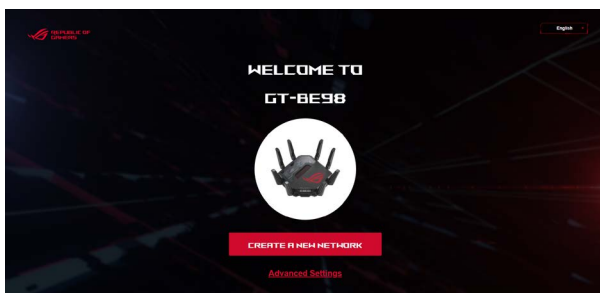 REPUBLIC OF
GAMERS
English
WELCOME TO
GT-BE98
CREATE A NEW NETWORK
Advanced Settings